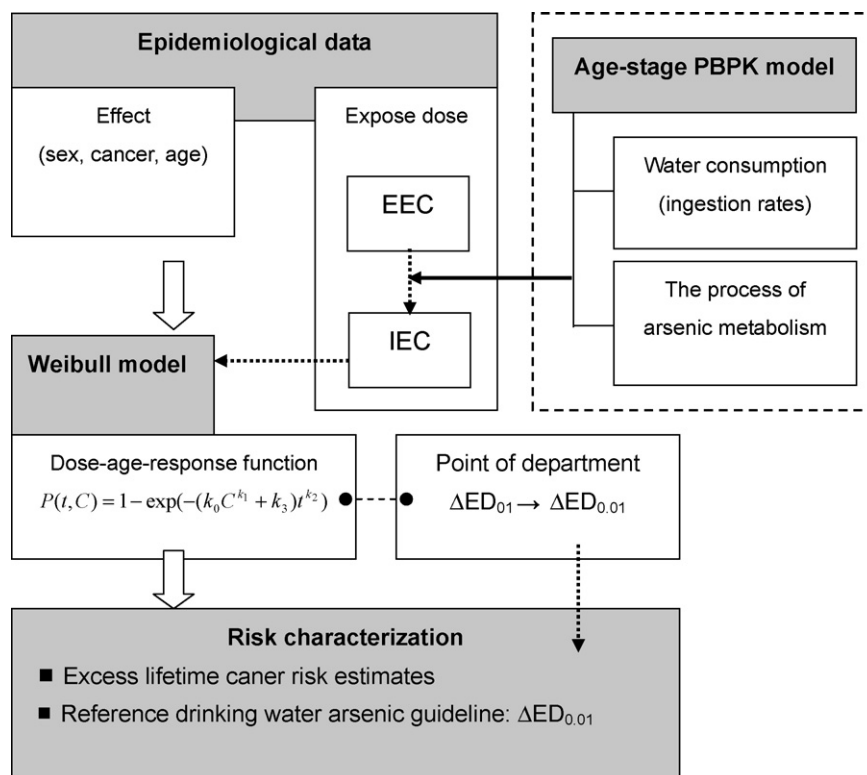 Epidemiological data
Effect
(sex, cancer, age)
Expose dose
EEC
IEC
Age-stage PBPK model
Water consumption
(ingestion rates)
The process of
arsenic metabolism
Weibull model
Dose-age-response function
P(t,C) = 1 − exp(−(k₀C^{k₁} + k₃)t^{k₂})
Point of department
ΔED₀₁ → ΔED₀.₀₁
Risk characterization
■ Excess lifetime caner risk estimates
■ Reference drinking water arsenic guideline: ΔED₀.₀₁